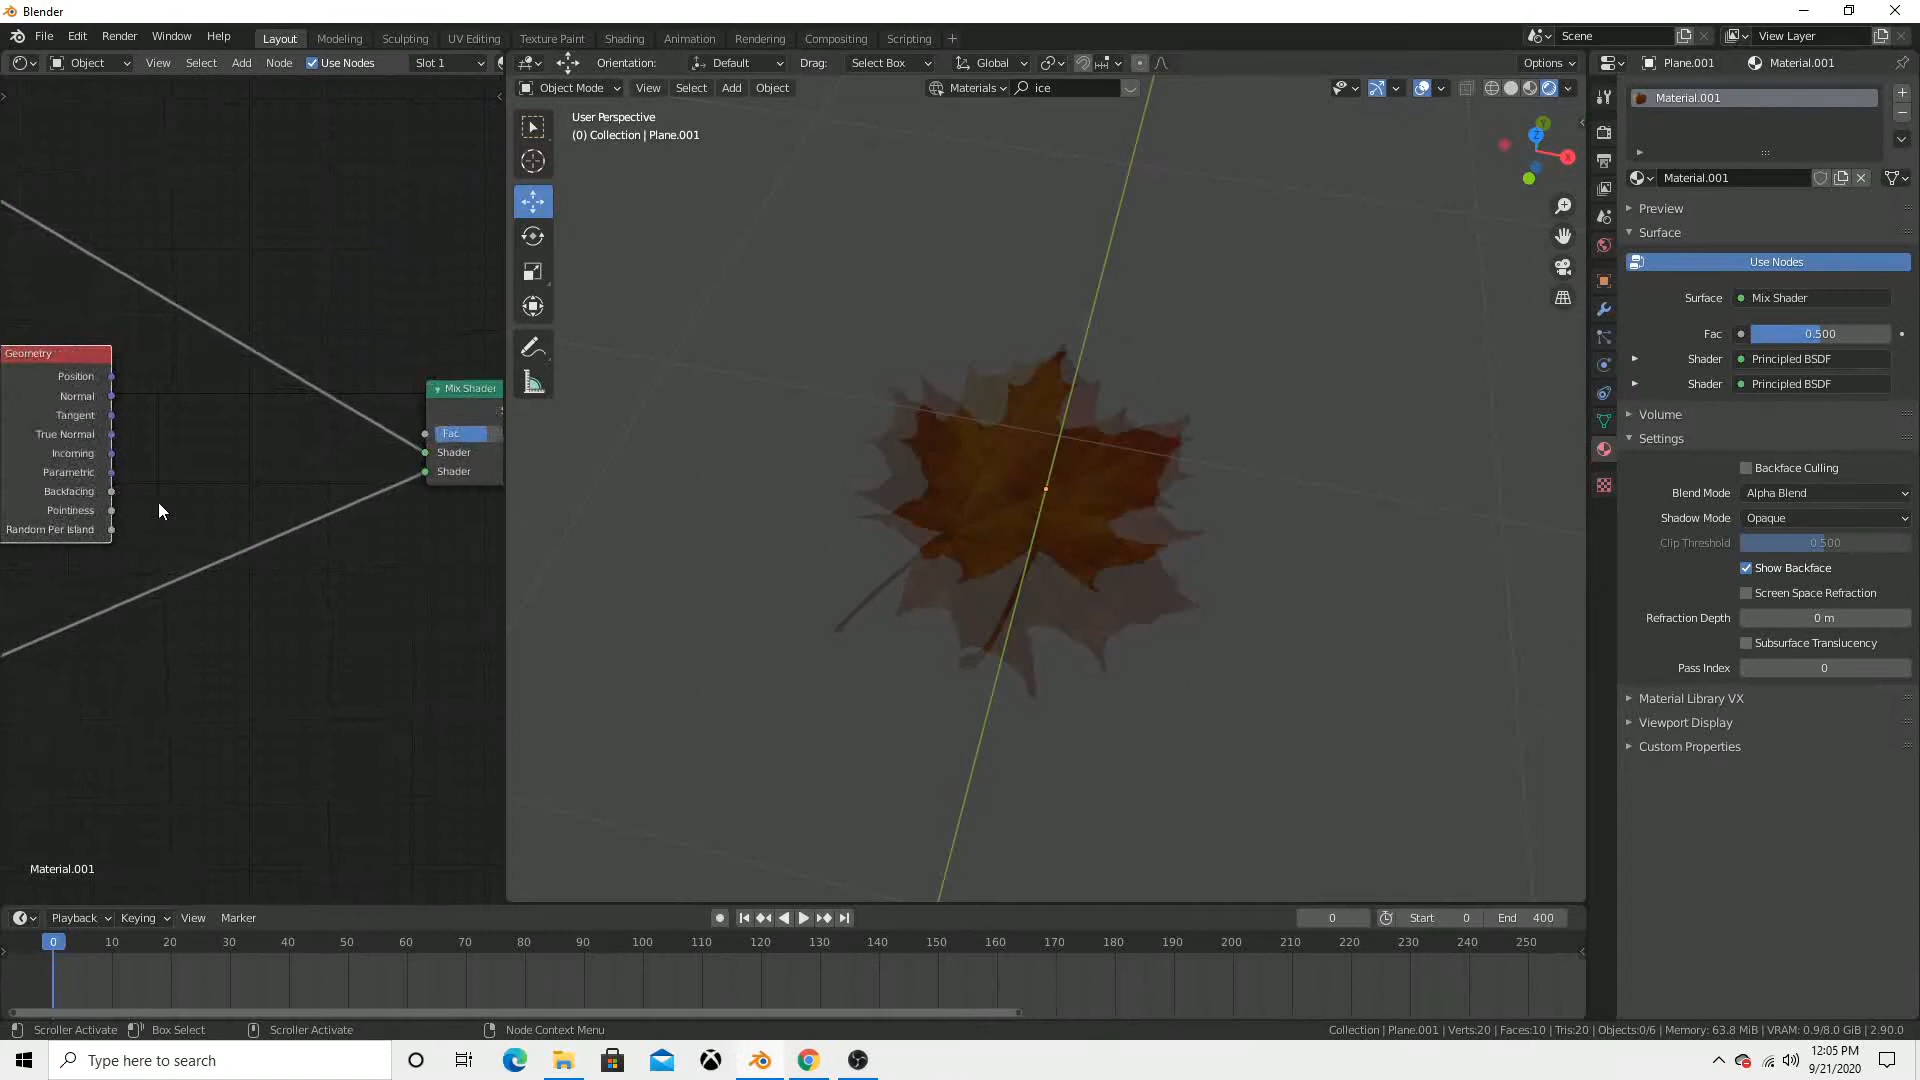 Blender
File Edit Render Window Help Layout Modeling Sculpting UV Editing Texture Paint Shading Animation Rendering Compositing Scripting + Scene View Layer
Object View Select Add Node Use Nodes Slot 1 Orientation: Default Drag: Select Box Global Options Plane.001 Material.001
Object Mode View Select Add Object Materials ice
Material.001
User Perspective
(0) Collection | Plane.001
Z
X
Material.001
Preview
Surface
Use Nodes
Surface Mix Shader
Fac 0.500
Shader Principled BSDF
Shader Principled BSDF
Volume
Settings
Backface Culling
Blend Mode Alpha Blend
Shadow Mode Opaque
Clip Threshold 0.500
Show Backface
Screen Space Refraction
Refraction Depth 0 m
Subsurface Translucency
Pass Index 0
Material Library VX
Viewport Display
Custom Properties
Geometry
Position
Normal
Tangent
True Normal
Incoming
Parametric
Backfacing
Pointiness
Random Per Island
Mix Shader
Fac
Shader
Shader
Material.001
Playback Keying View Marker 0 Start 0 End 400
0 10 20 30 40 50 60 70 80 90 100 110 120 130 140 150 160 170 180 190 200 210 220 230 240 250
Scroller Activate Box Select Scroller Activate Node Context Menu Collection | Plane.001 | Verts:20 | Faces:10 | Tris:20 | Objects:0/6 | Memory: 63.8 MiB | VRAM: 0.9/8.0 GiB | 2.90.0
Type here to search
12:05 PM
9/21/2020